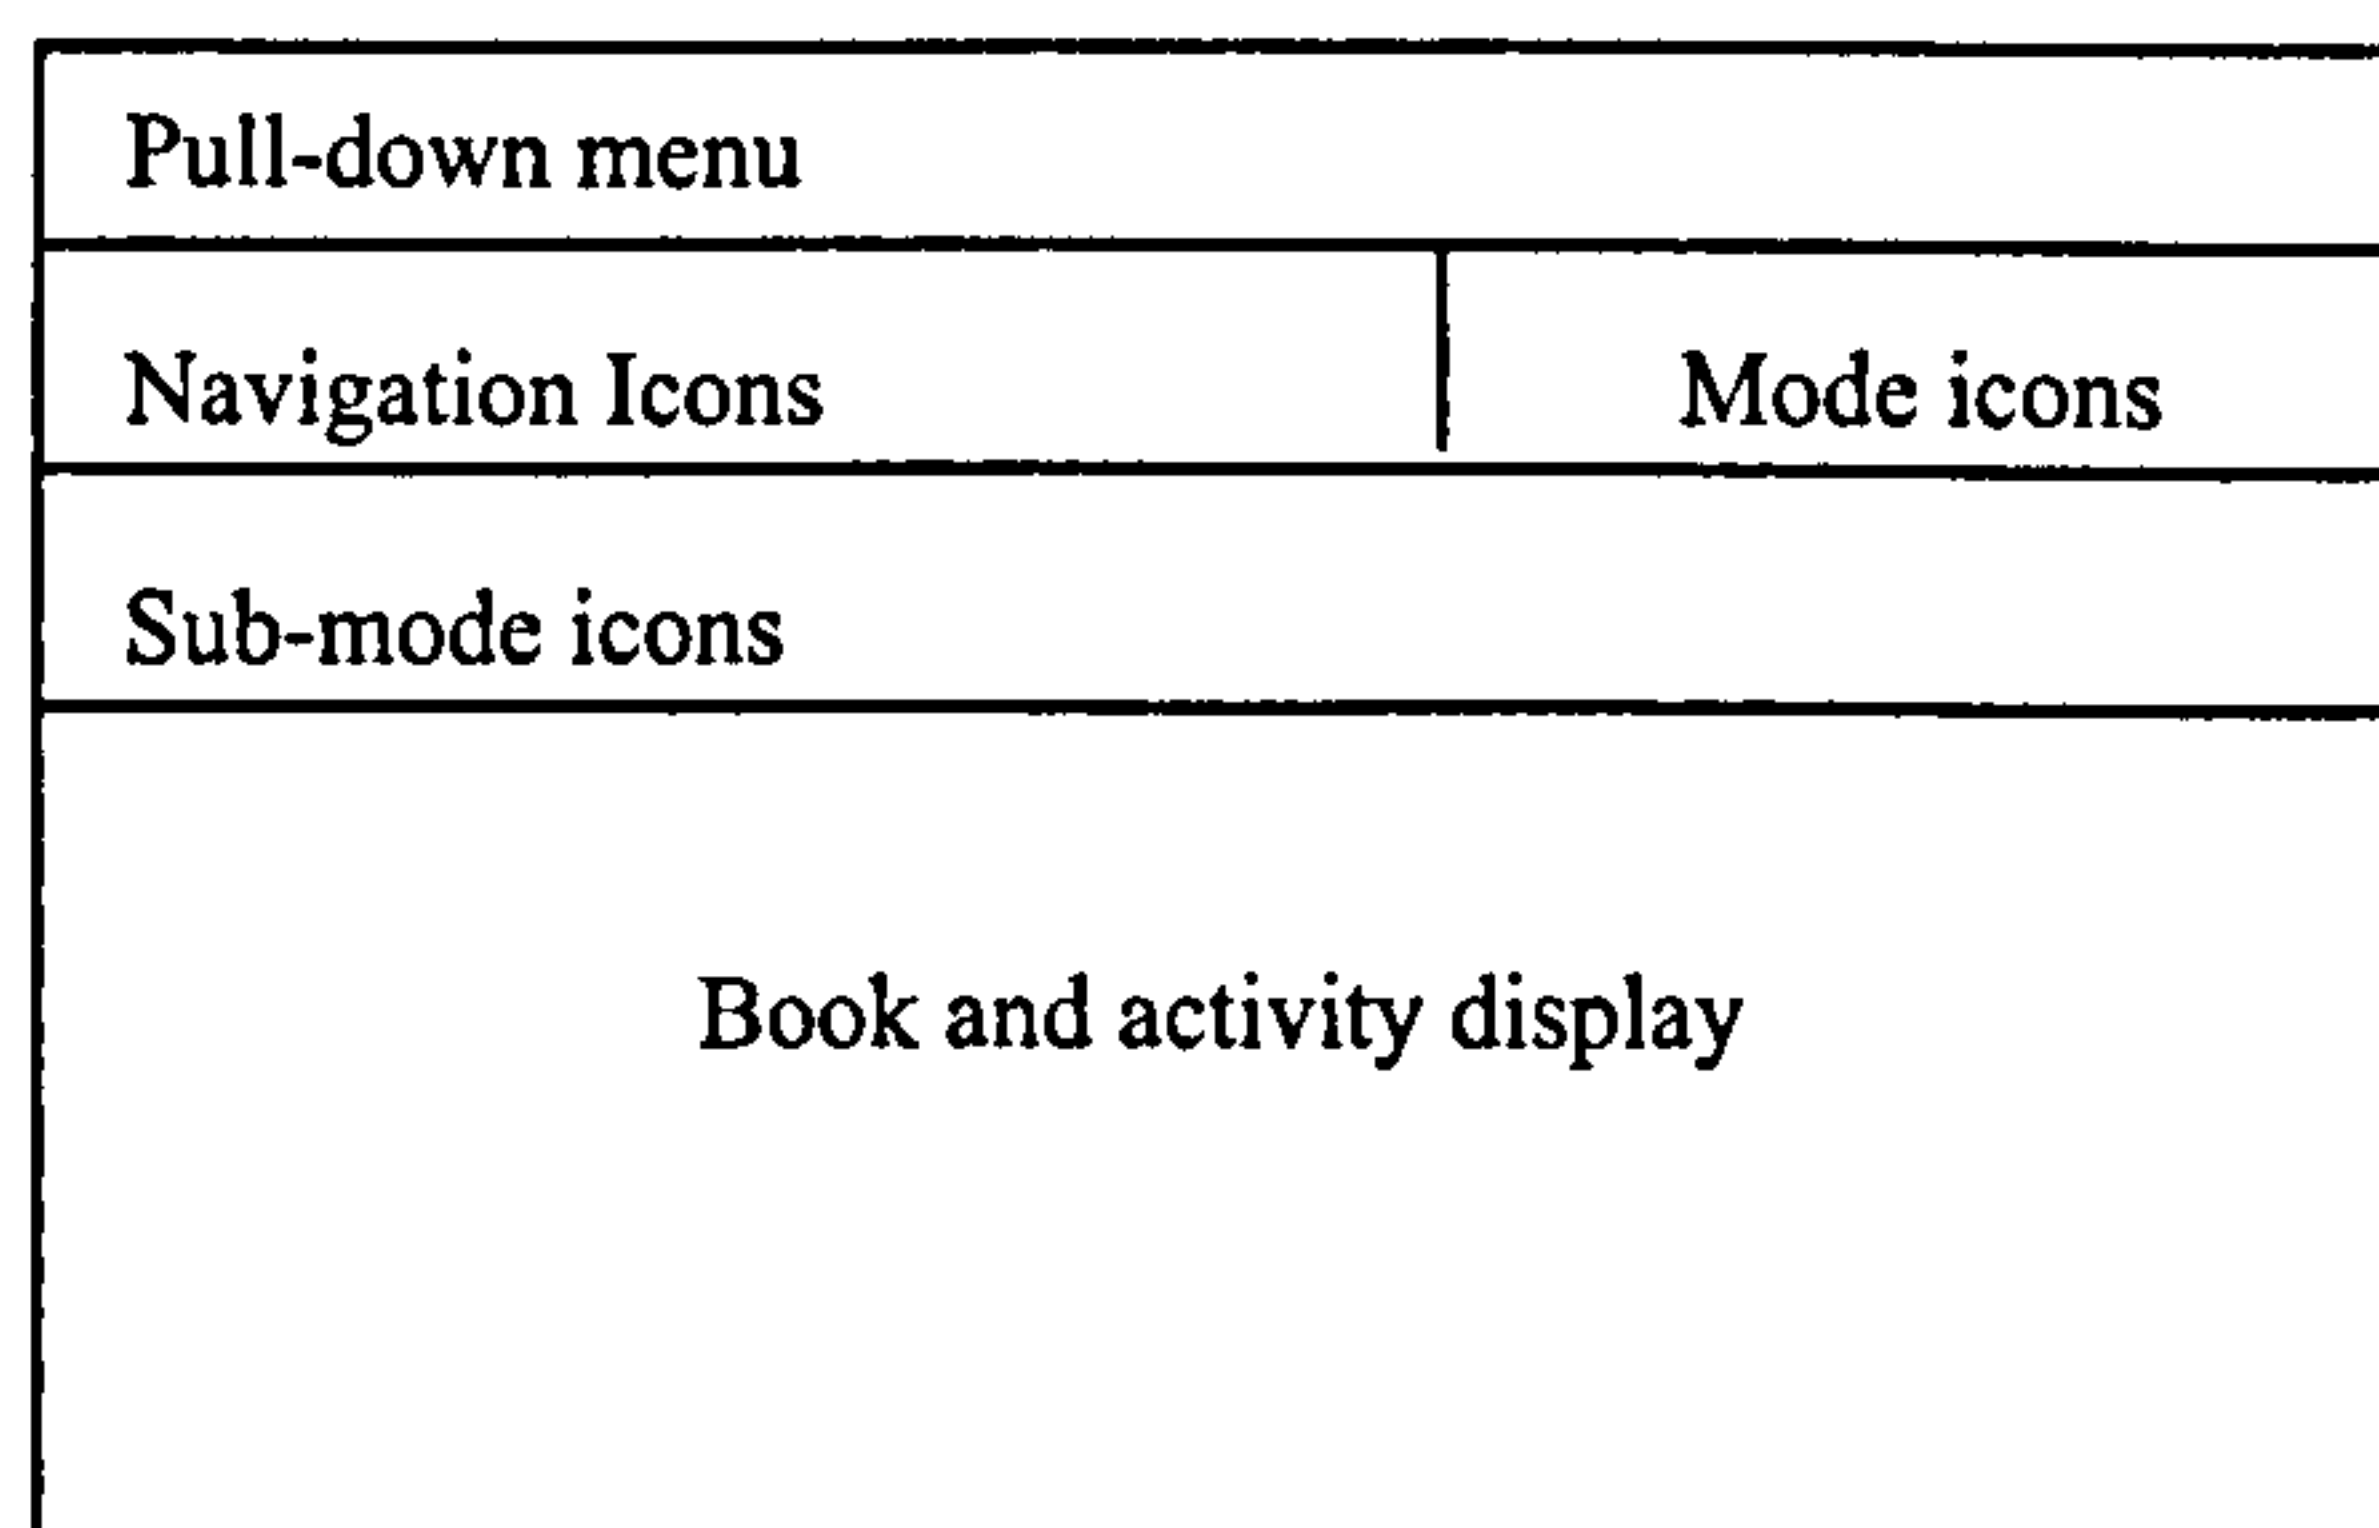 Pull-down menu
Navigation Icons Mode icons
Sub-mode icons
Book and activity display